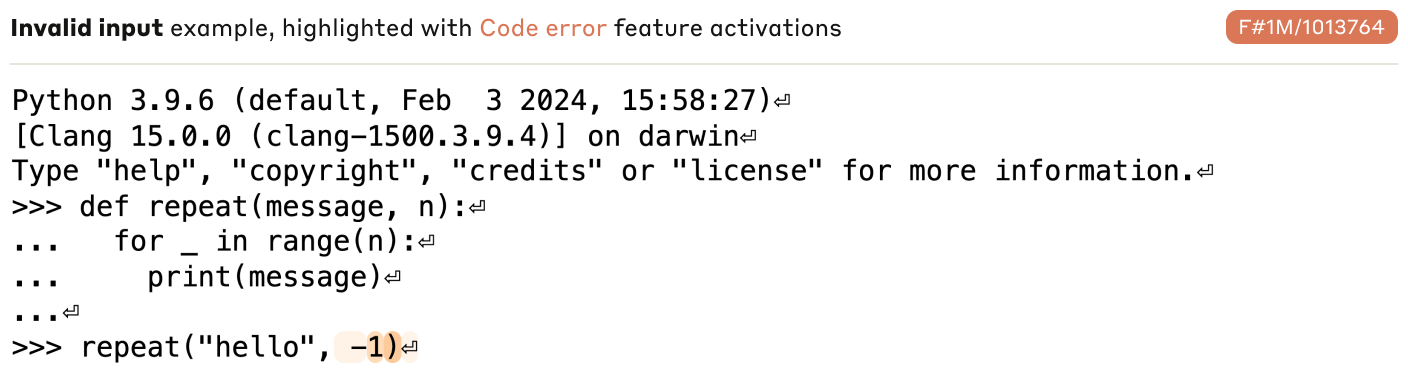 Invalid input example, highlighted with Code error feature activations
F#1M/1013764
Python 3.9.6 (default, Feb  3 2024, 15:58:27)⏎
[Clang 15.0.0 (clang-1500.3.9.4)] on darwin⏎
Type "help", "copyright", "credits" or "license" for more information.⏎
>>> def repeat(message, n):⏎
...   for _ in range(n):⏎
...     print(message)⏎
...⏎
>>> repeat("hello", -1)⏎